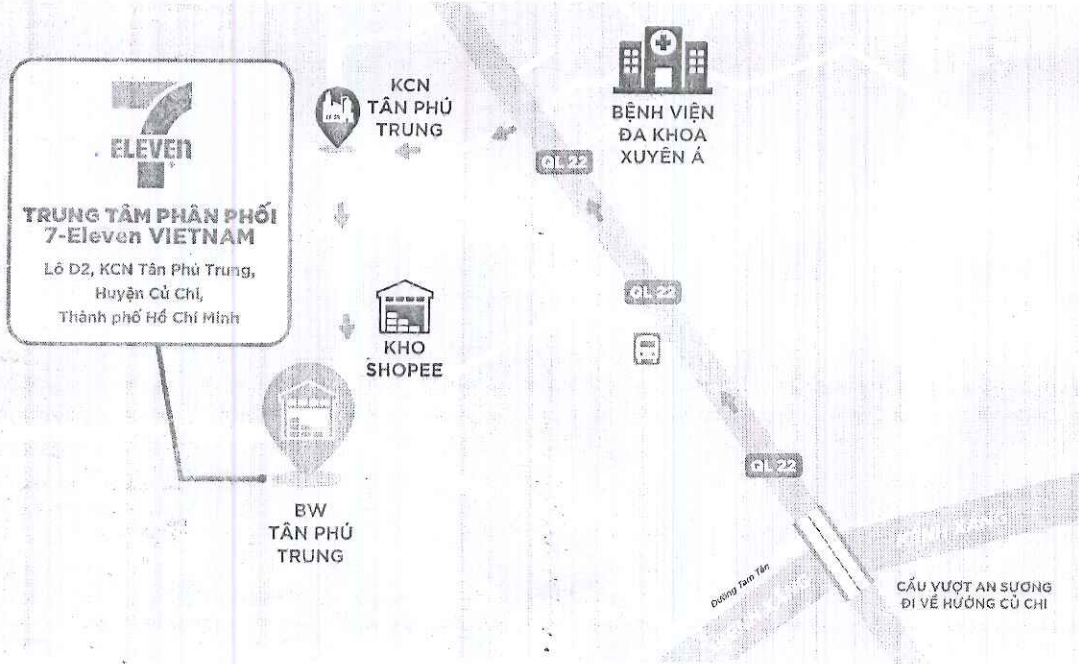 7
ELEVEn
TRUNG TÂM PHÂN PHỐI
7-Eleven VIETNAM
Lô D2, KCN Tân Phú Trung,
Huyện Củ Chi,
Thành phố Hồ Chí Minh
KCN
TÂN PHÚ
TRUNG
BỆNH VIỆN
ĐA KHOA
XUYÊN Á
QL 22
QL 22
KHO
SHOPEE
QL 22
BW
TÂN PHÚ
TRUNG
Đường Tam Tân
CẦU VƯỢT AN SƯƠNG
ĐI VỀ HƯỚNG CỦ CHI